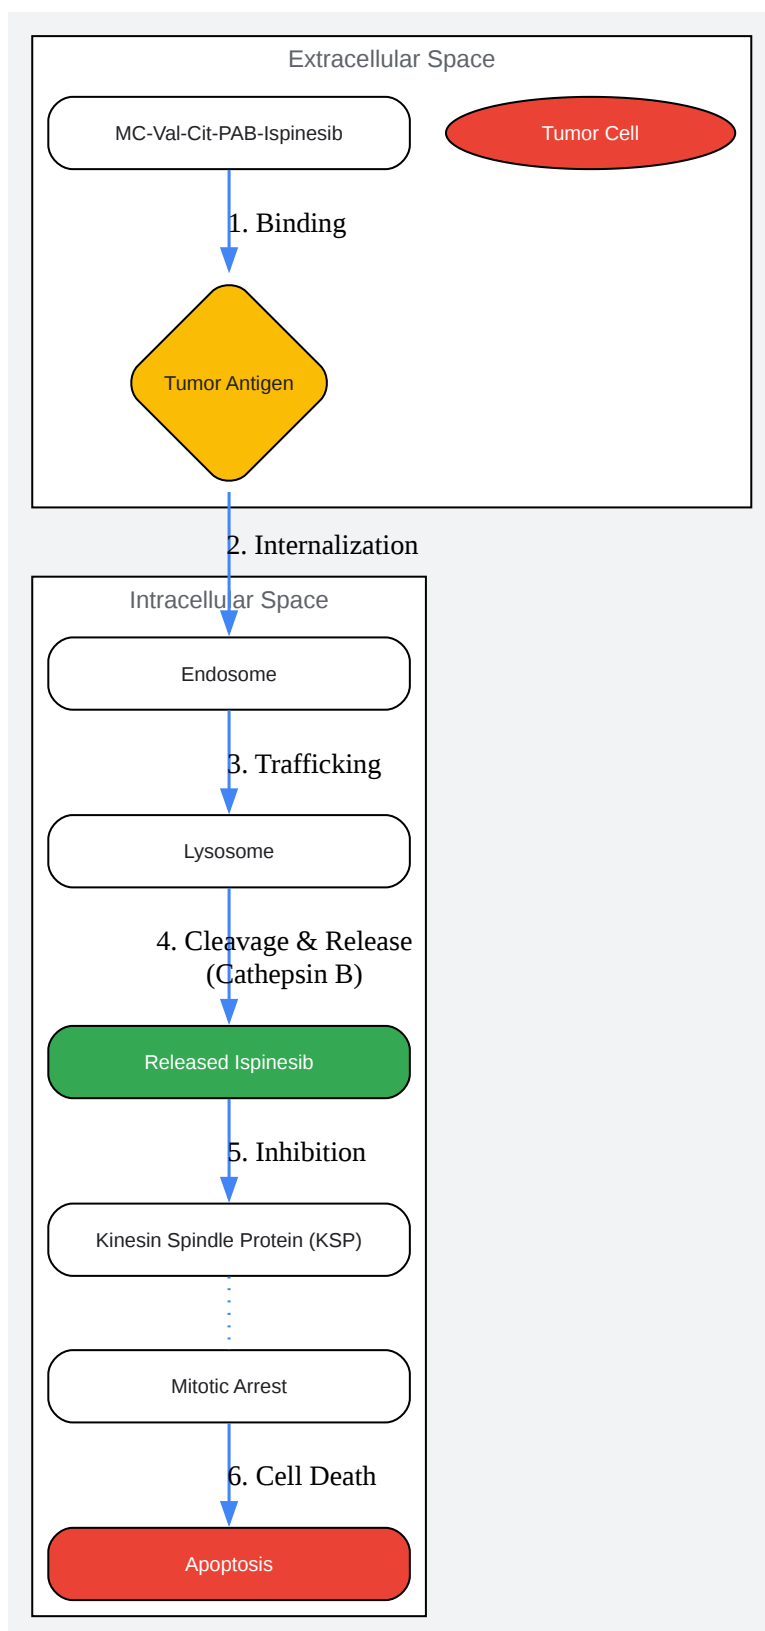 Extracellular Space
MC-Val-Cit-PAB-Ispinesib
Tumor Cell
1. Binding
Tumor Antigen
2. Internalization
Intracellular Space
Endosome
3. Trafficking
Lysosome
4. Cleavage & Release
(Cathepsin B)
Released Ispinesib
5. Inhibition
Kinesin Spindle Protein (KSP)
Mitotic Arrest
6. Cell Death
Apoptosis